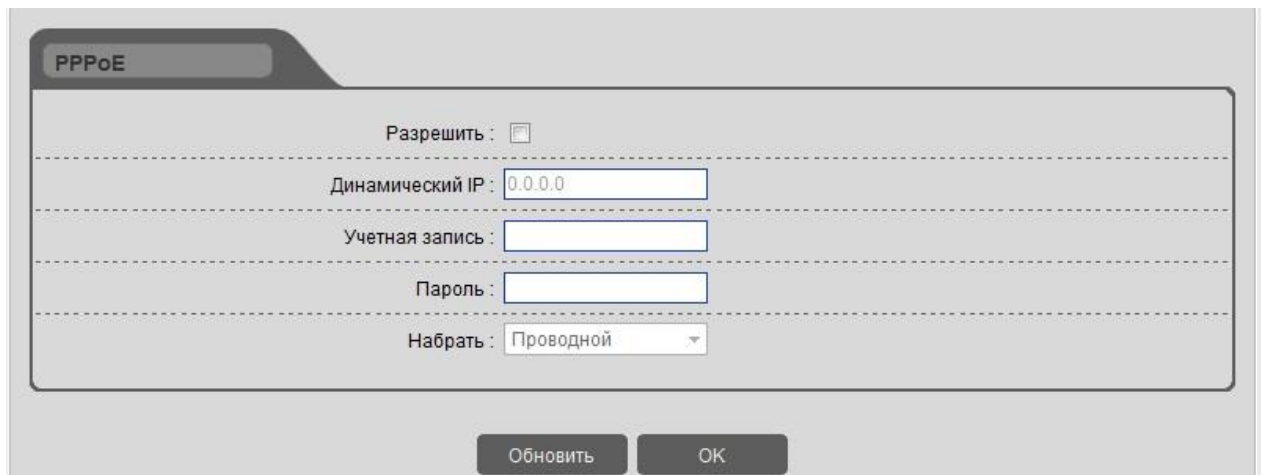 PPPoE
Разрешить :
Динамический IP : 0.0.0.0
Учетная запись :
Пароль :
Набрать : Проводной
Обновить OK